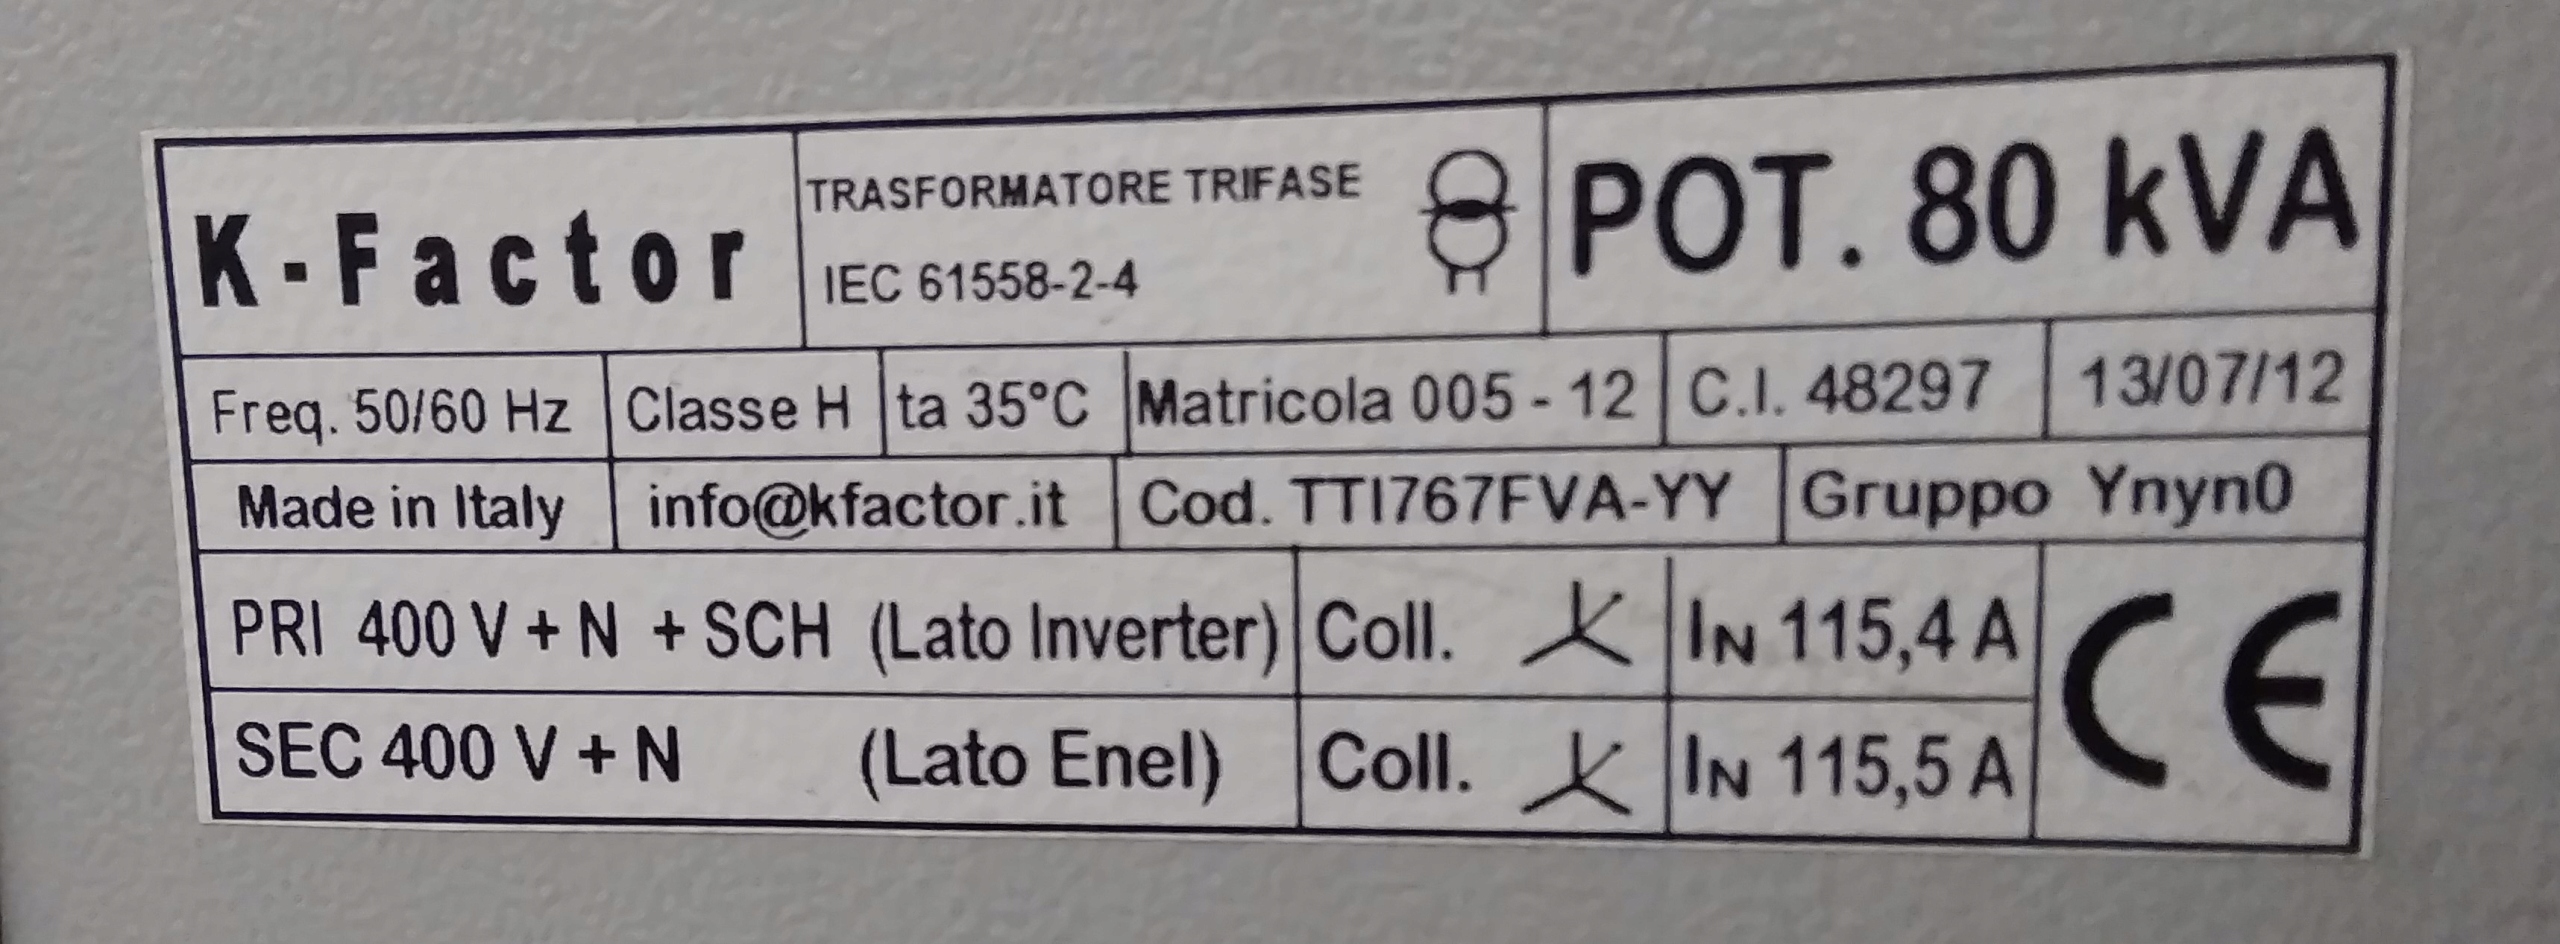 K-Factor
TRASFORMATORE TRIFASE
IEC 61558-2-4
POT. 80 kVA
Freq. 50/60 Hz Classe H ta 35°C Matricola 005 - 12 C.I. 48297 13/07/12
Made in Italy info@kfactor.it Cod. TTI767FVA-YY Gruppo Ynyn0
PRI 400 V + N + SCH (Lato Inverter) Coll. IN 115,4 A
SEC 400 V + N (Lato Enel) Coll. IN 115,5 A
CE